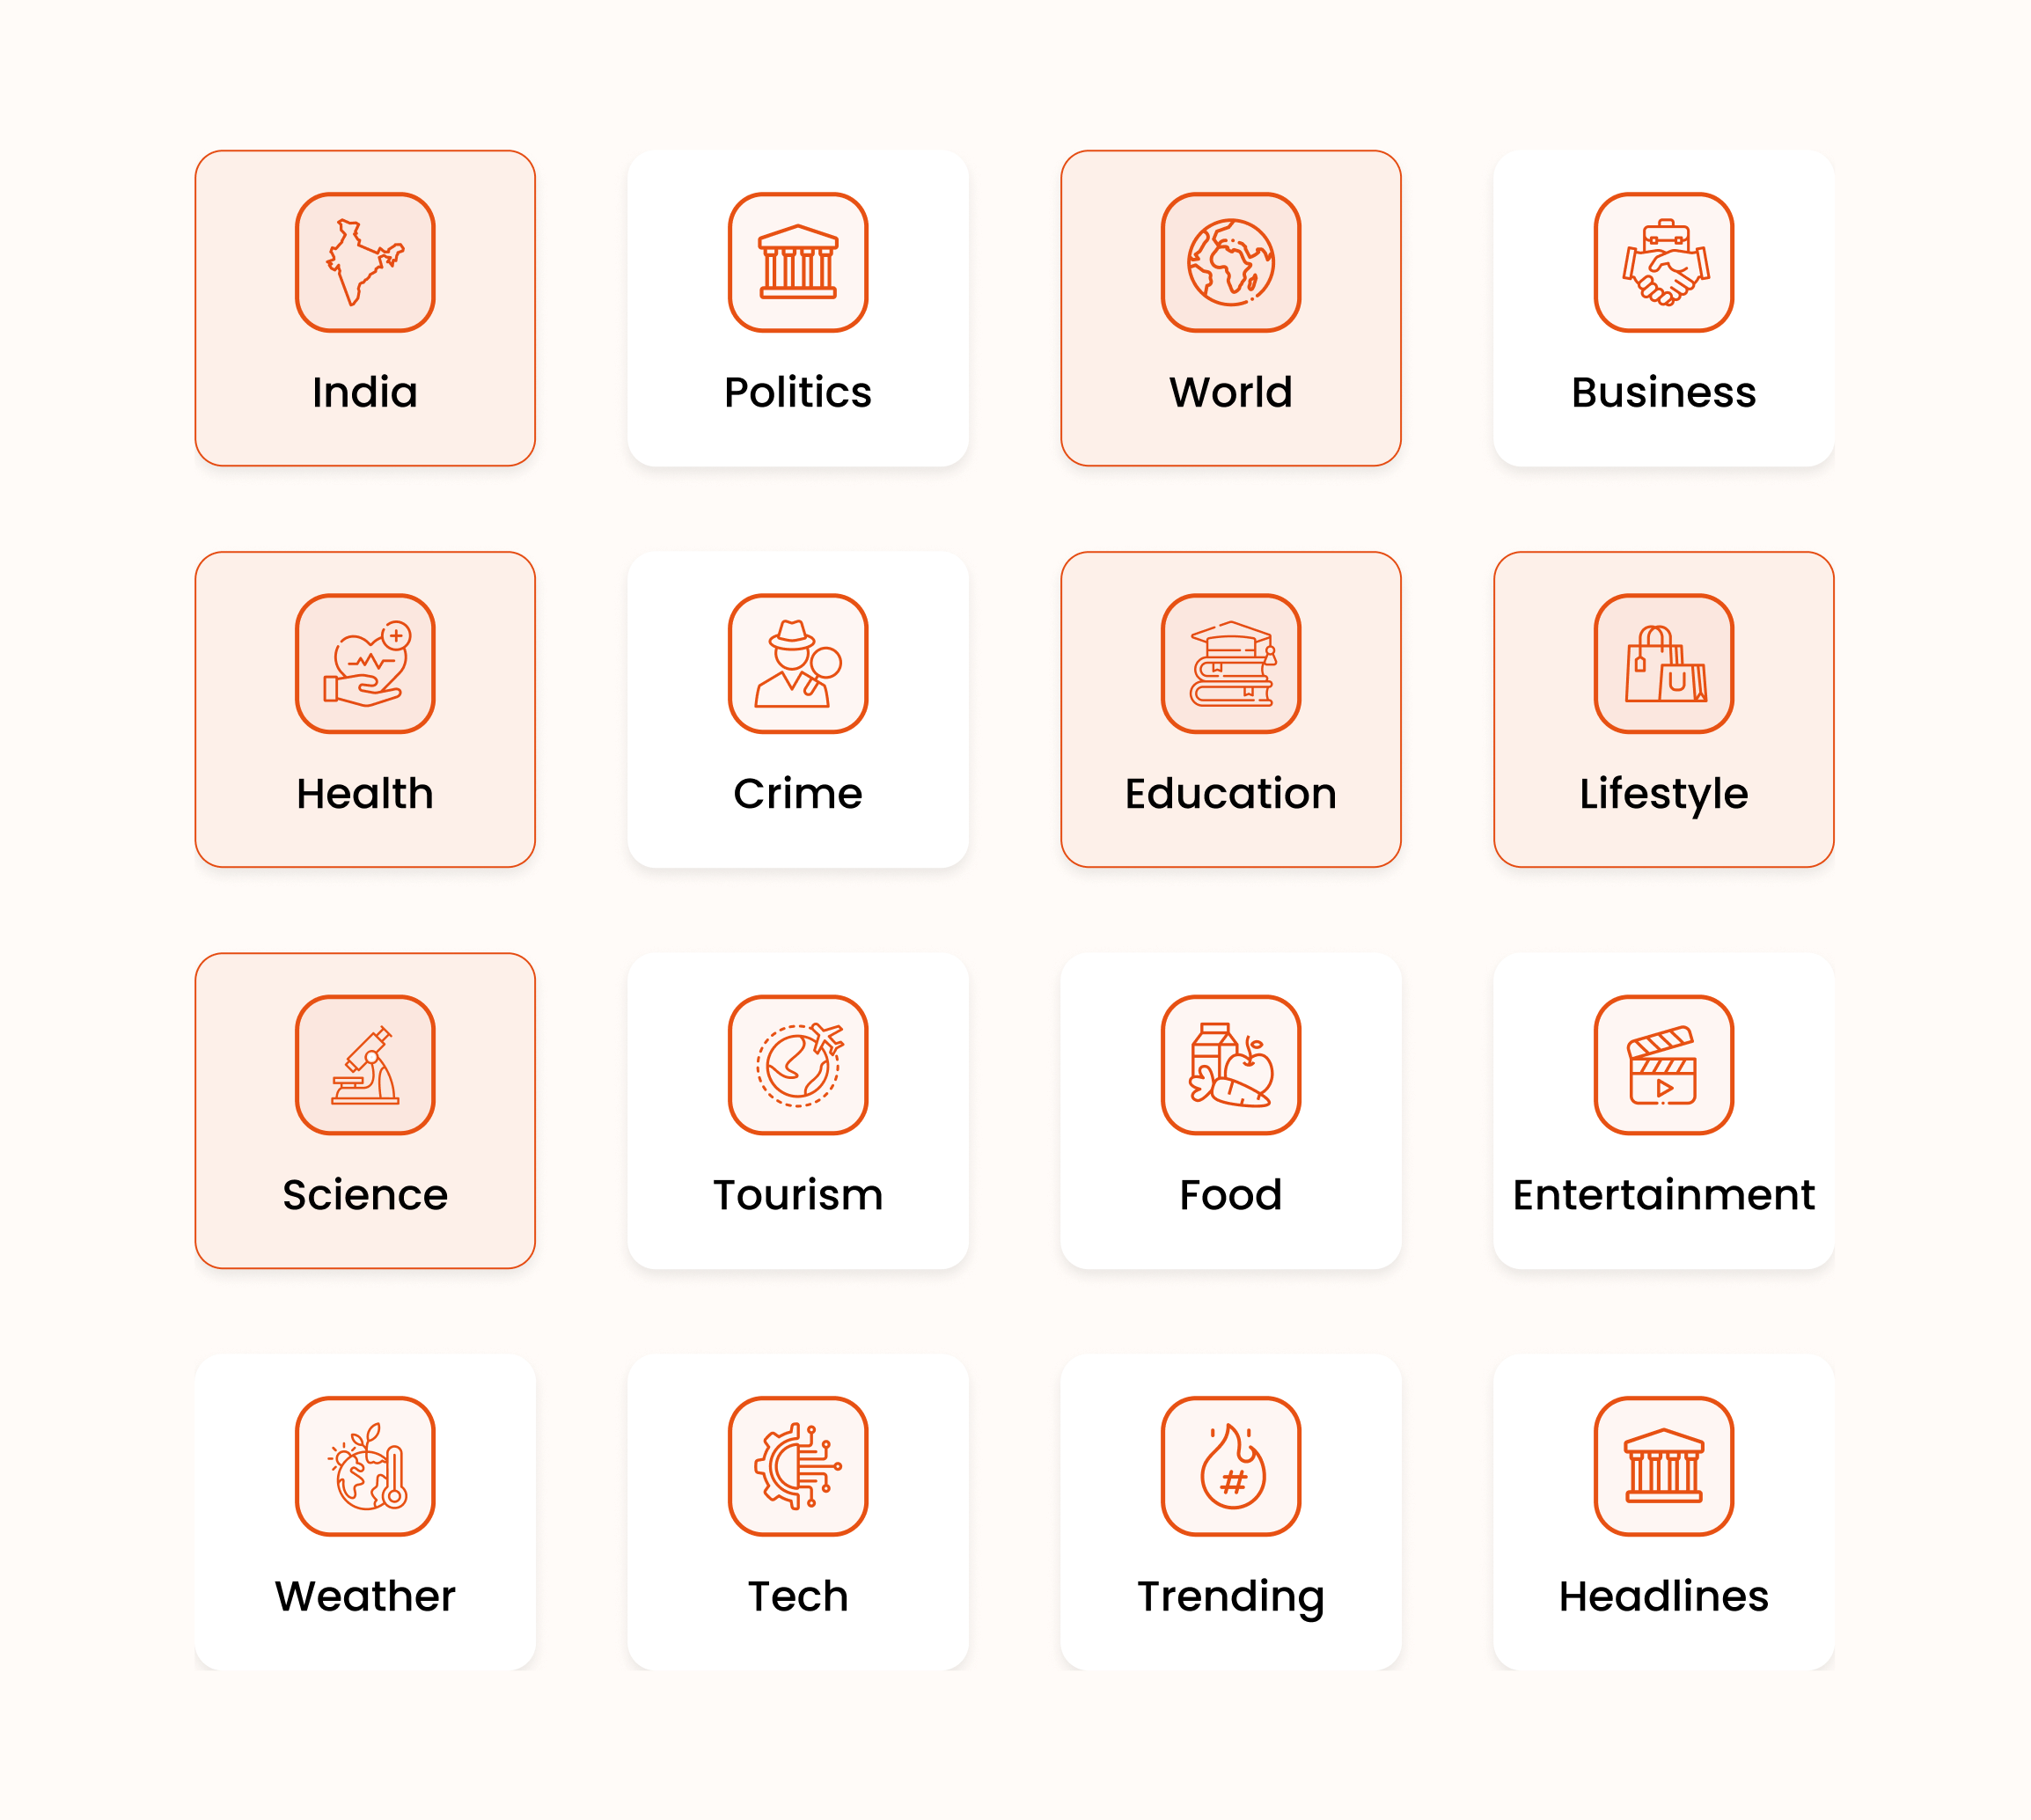 India
Politics
World
Business
Health
Crime
Education
Lifestyle
Science
Tourism
Food
Entertainment
Weather
Tech
Trending
Headlines